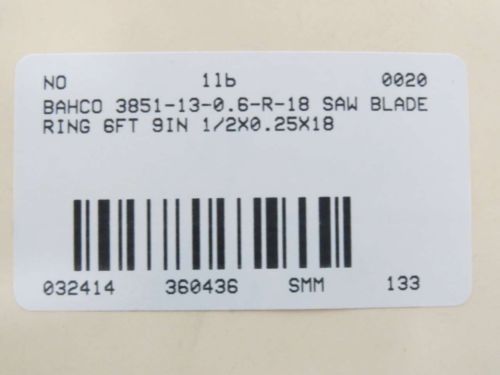 NO 11b 0020
BAHCO 3851-13-0.6-R-18 SAW BLADE
RING 6FT 9IN 1/2X0.25X18
032414 360436 SMM 133